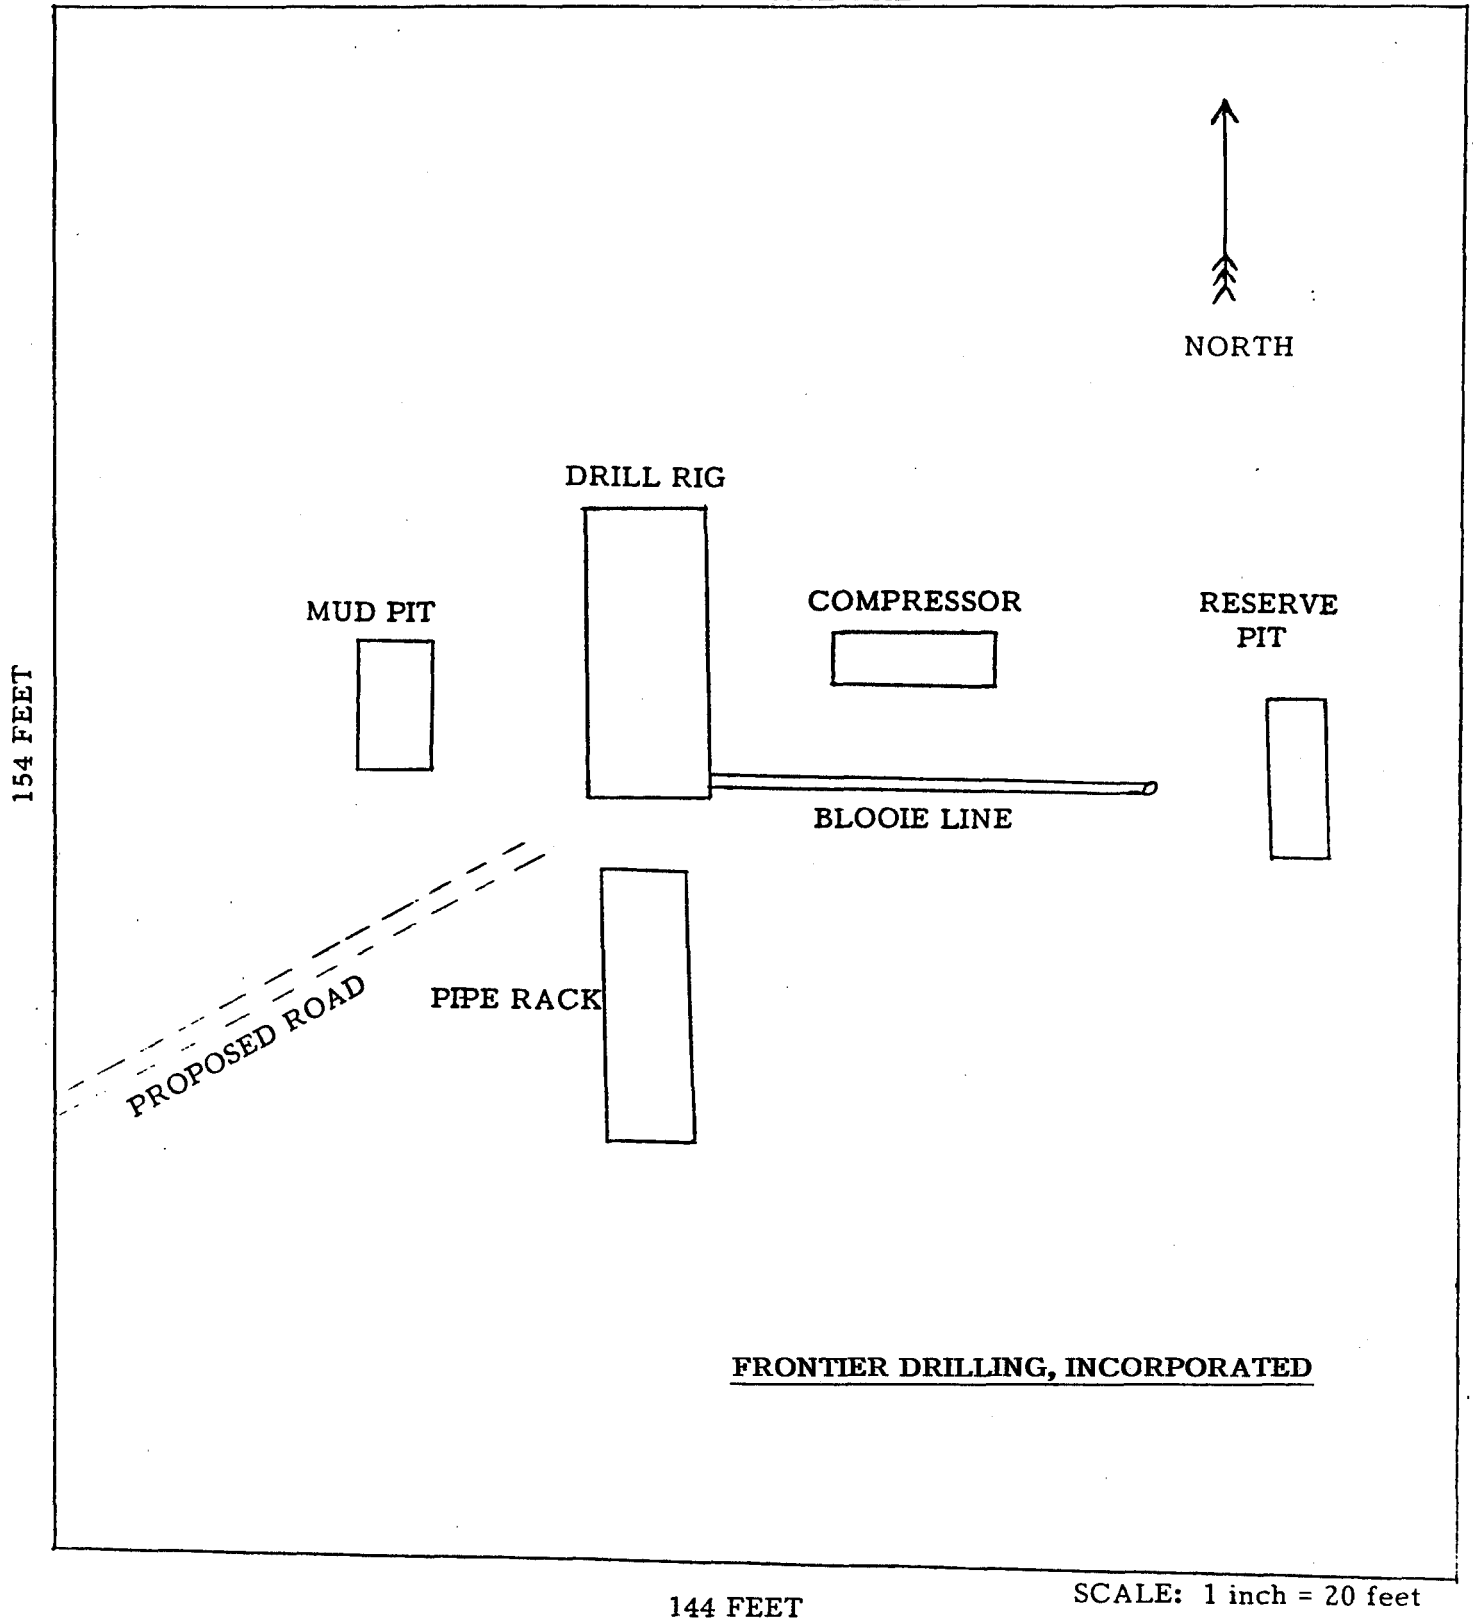 NORTH
DRILL RIG
COMPRESSOR
RESERVE
PIT
MUD PIT
154 FEET
BLOOIE LINE
PIPE RACK
PROPOSED ROAD
FRONTIER DRILLING, INCORPORATED
SCALE: 1 inch = 20 feet
144 FEET